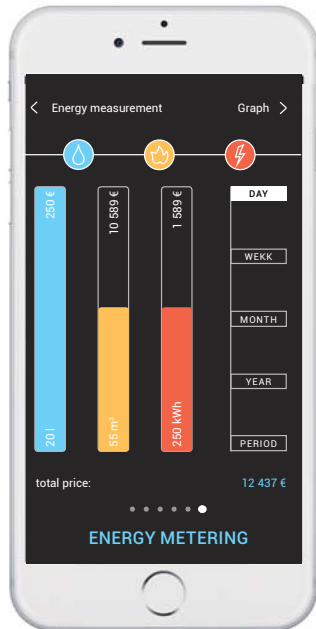 Energy measurement
Graph
250 €
10 589 €
1 589 €
20 l
55 m³
250 kWh
DAY
WEKK
MONTH
YEAR
PERIOD
total price:
12 437 €
ENERGY METERING